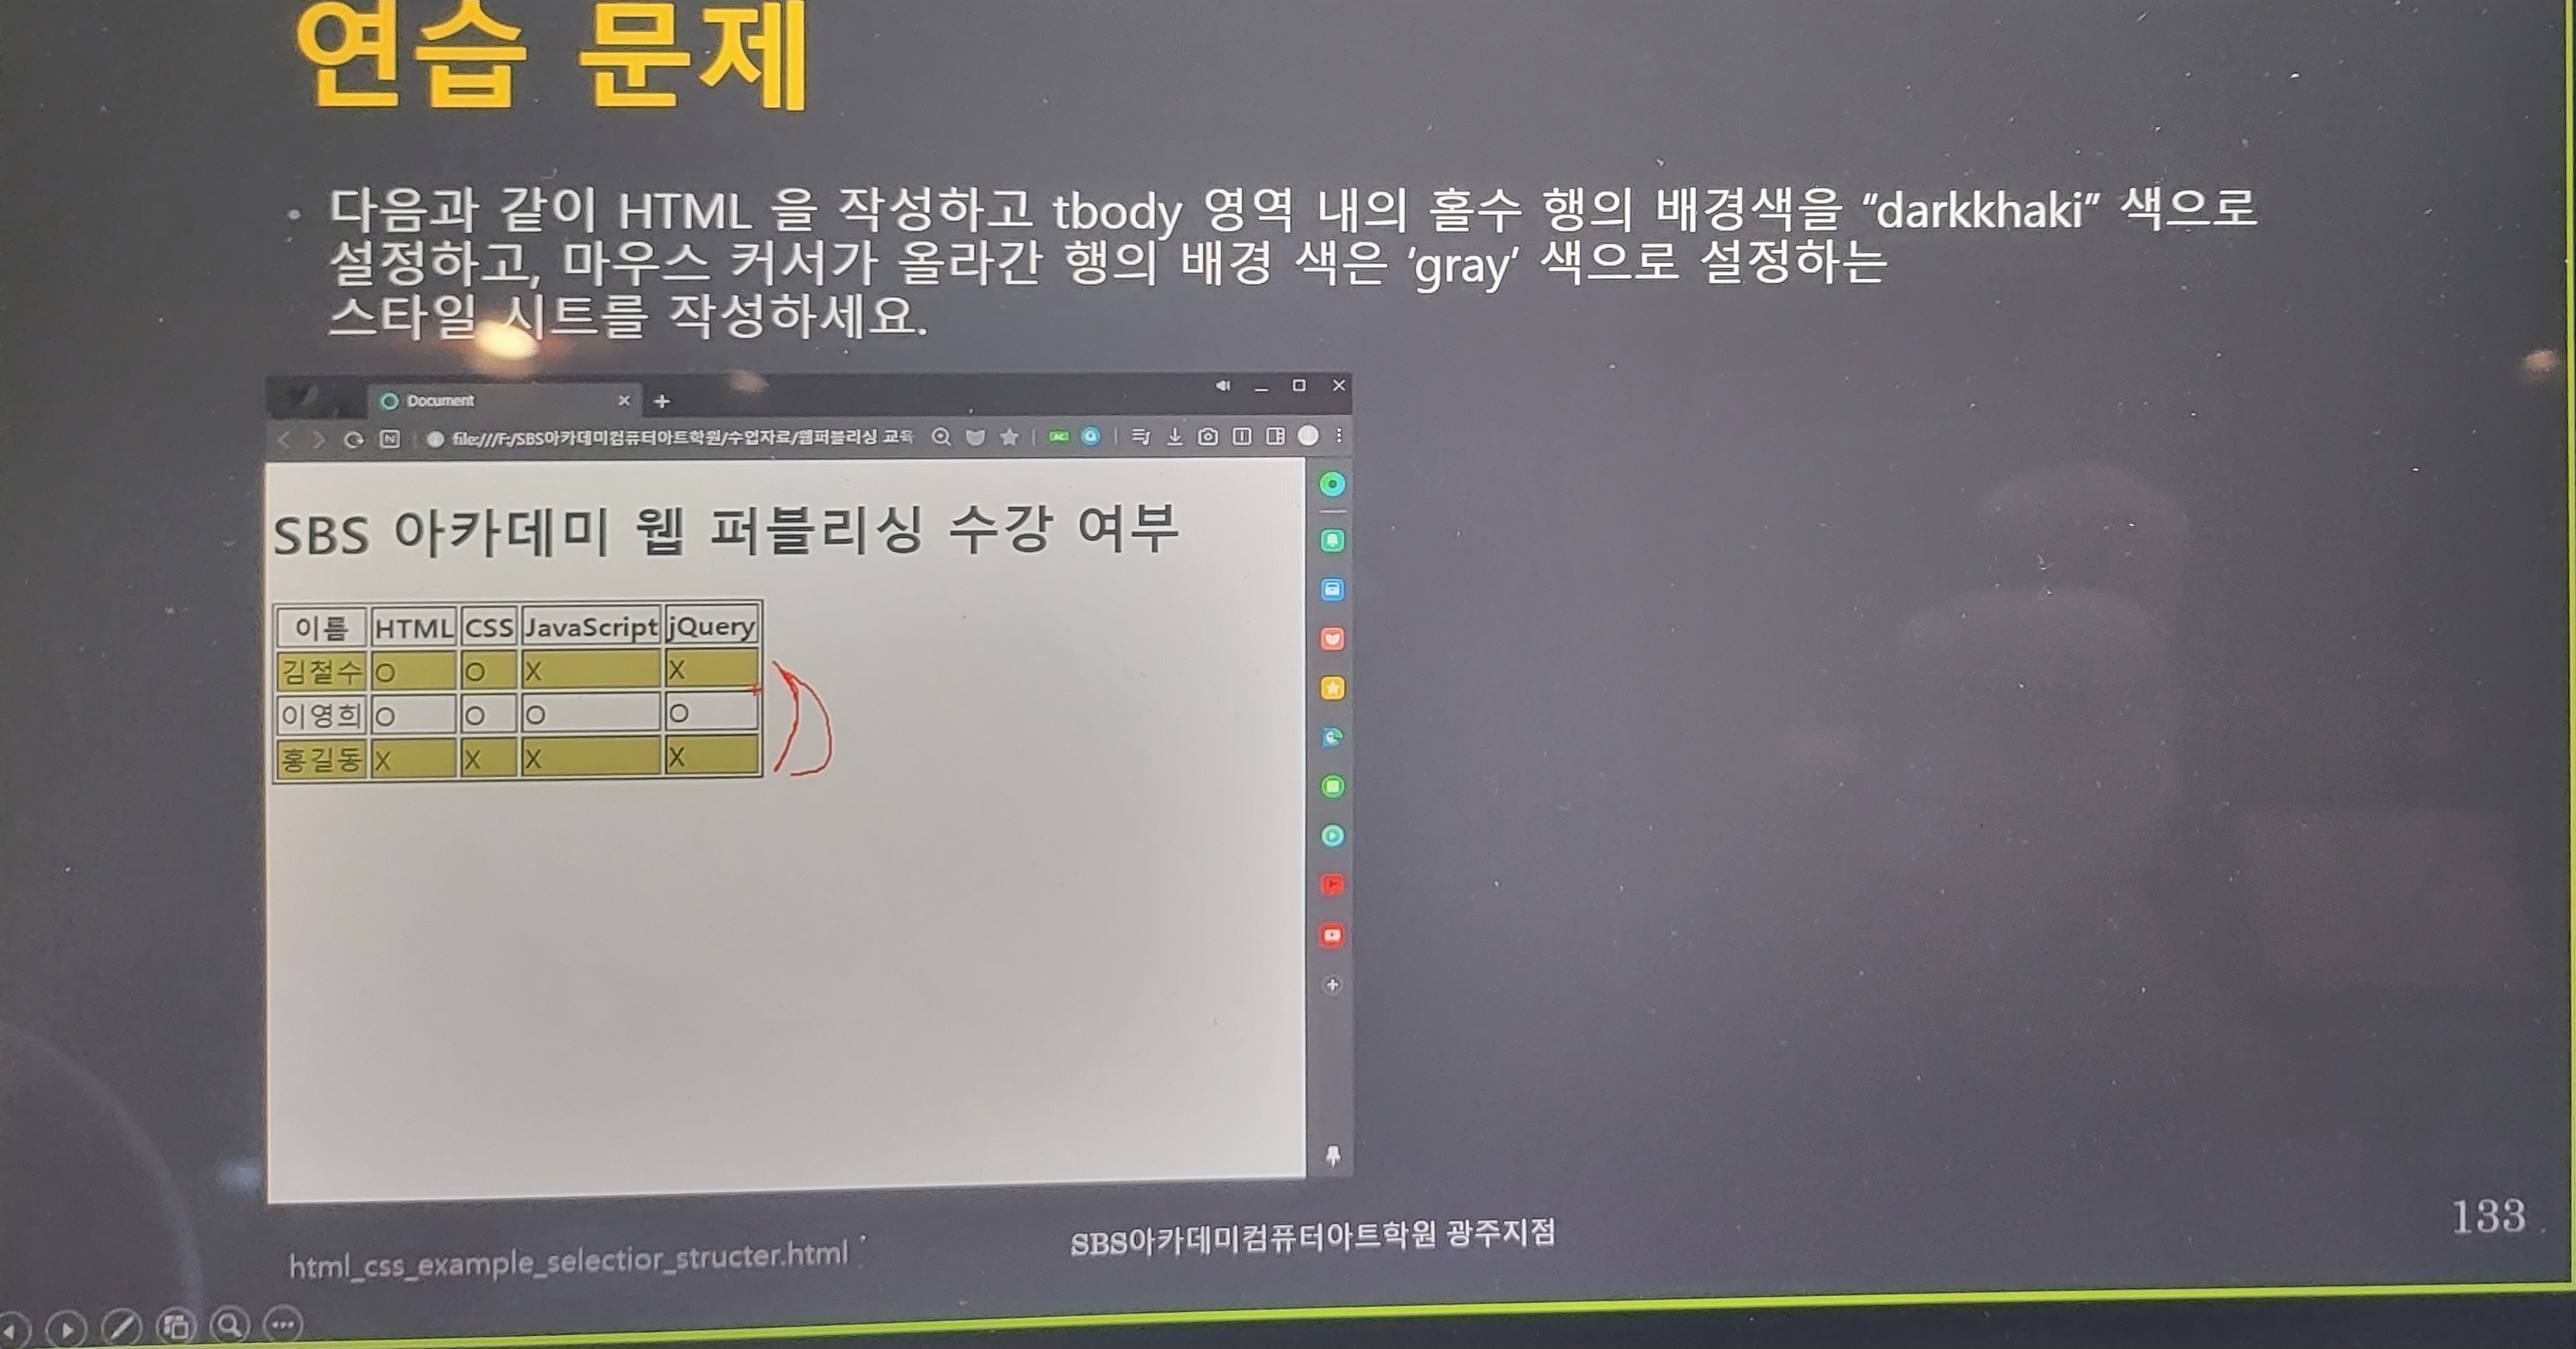 연습 문제
• 다음과 같이 HTML 을 작성하고 tbody 영역 내의 홀수 행의 배경색을 “darkkhaki” 색으로
설정하고, 마우스 커서가 올라간 행의 배경 색은 ‘gray’ 색으로 설정하는
스타일 시트를 작성하세요.
Document
file:///F:/SBS아카데미컴퓨터아트학원/수업자료/웹퍼블리싱 교육
SBS 아카데미 웹 퍼블리싱 수강 여부
이름 HTML CSS JavaScript jQuery
김철수 O O X X
이영희 O O O O
홍길동 X X X X
html_css_example_selectior_structer.html
SBS아카데미컴퓨터아트학원 광주지점
133